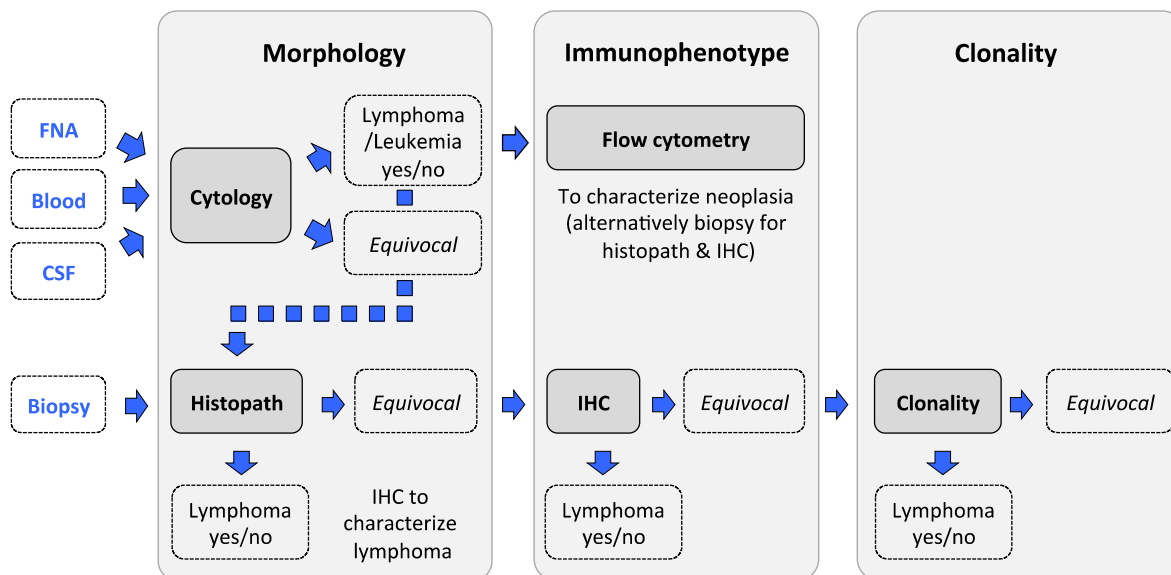 Morphology
Immunophenotype
Clonality
FNA
Blood
CSF
Cytology
Lymphoma
/Leukemia
yes/no
Equivocal
Flow cytometry
To characterize neoplasia
(alternatively biopsy for
histopath & IHC)
Biopsy
Histopath
Equivocal
IHC
Equivocal
Clonality
Equivocal
Lymphoma
yes/no
IHC to
characterize
lymphoma
Lymphoma
yes/no
Lymphoma
yes/no